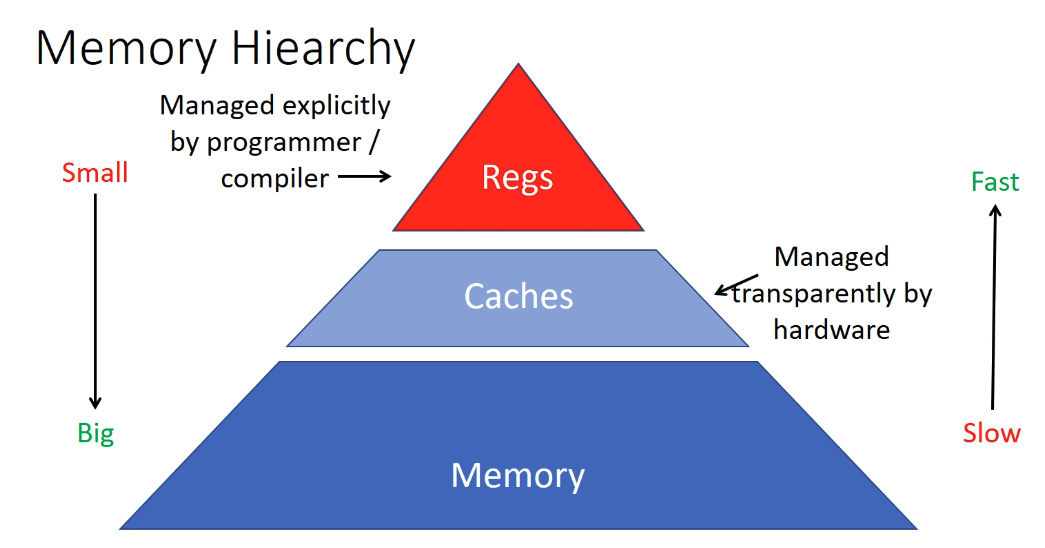 Memory Hiearchy
Managed explicitly
by programmer /
compiler
Small
Regs
Fast
Managed
transparently by
hardware
Caches
Big
Slow
Memory